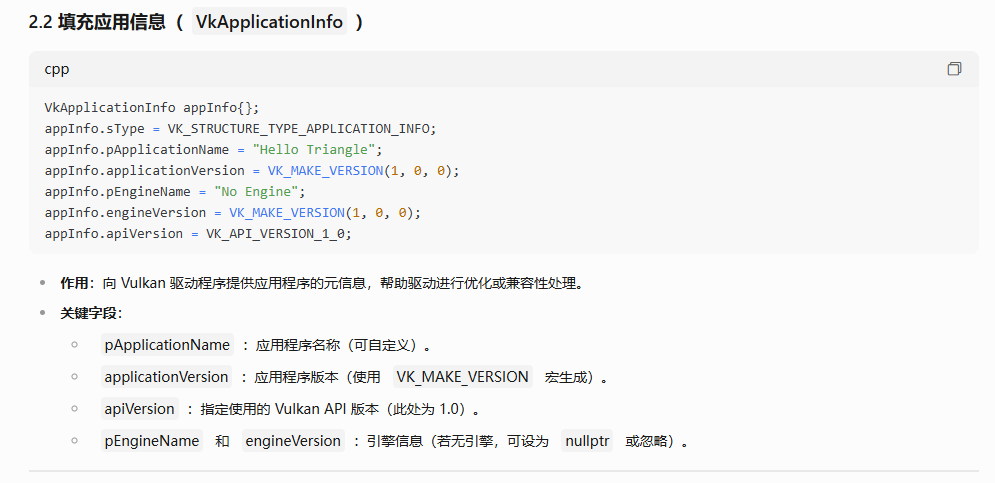 2.2 填充应用信息（ VkApplicationInfo ）
cpp
VkApplicationInfo appInfo{};
appInfo.sType = VK_STRUCTURE_TYPE_APPLICATION_INFO;
appInfo.pApplicationName = "Hello Triangle";
appInfo.applicationVersion = VK_MAKE_VERSION(1, 0, 0);
appInfo.pEngineName = "No Engine";
appInfo.engineVersion = VK_MAKE_VERSION(1, 0, 0);
appInfo.apiVersion = VK_API_VERSION_1_0;
作用：向 Vulkan 驱动程序提供应用程序的元信息，帮助驱动进行优化或兼容性处理。
关键字段：
pApplicationName ：应用程序名称（可自定义）。
applicationVersion ：应用程序版本（使用 VK_MAKE_VERSION 宏生成）。
apiVersion ：指定使用的 Vulkan API 版本（此处为 1.0）。
pEngineName 和 engineVersion ：引擎信息（若无引擎，可设为 nullptr 或忽略）。